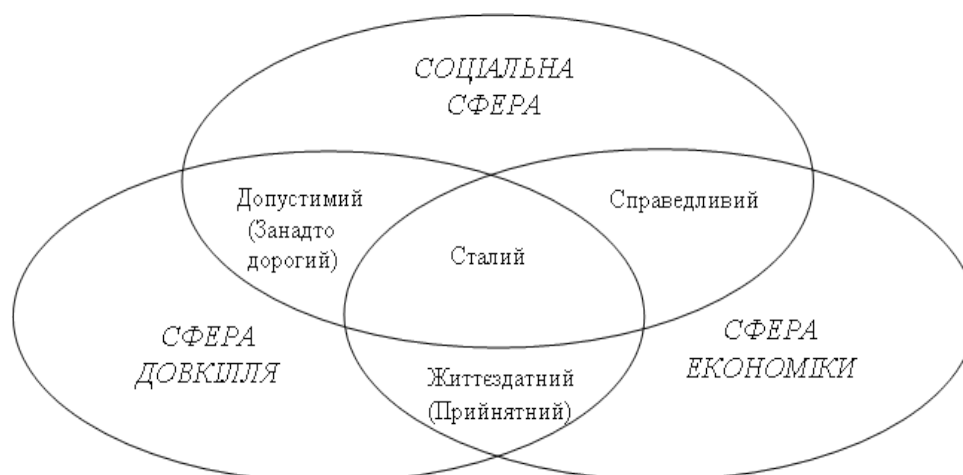 СОЦІАЛЬНА
СФЕРА
Допустимий
(Занадто
дорогий)
Справедливий
Сталий
СФЕРА
ДОВКІЛЛЯ
СФЕРА
ЕКОНОМІКИ
Життєздатний
(Прийнятний)